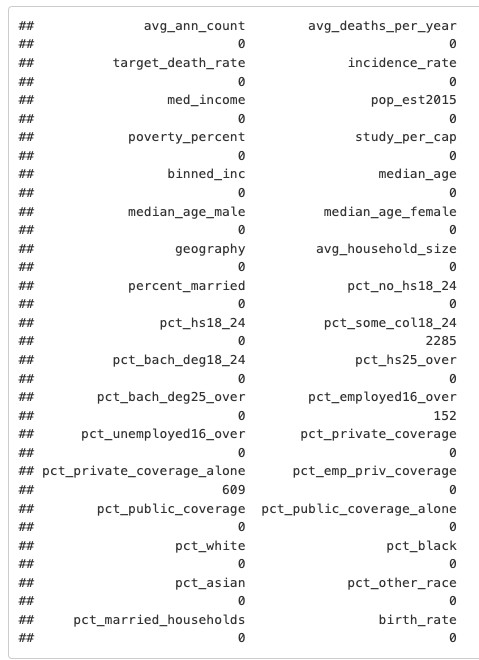 ##       avg_ann_count        avg_deaths_per_year
##                   0                          0
##       target_death_rate        incidence_rate
##                   0                          0
##       med_income           pop_est2015
##                   0                          0
##       poverty_percent      study_per_cap
##                   0                          0
##       binned_inc           median_age
##                   0                          0
##       median_age_male      median_age_female
##                   0                          0
##       geography            avg_household_size
##                   0                          0
##       percent_married      pct_no_hs18_24
##                   0                          0
##       pct_hs18_24          pct_some_col18_24
##                   0                       2285
##       pct_bach_deg18_24    pct_hs25_over
##                   0                          0
##       pct_bach_deg25_over  pct_employed16_over
##                   0                        152
##       pct_unemployed16_over pct_private_coverage
##                   0                          0
## pct_private_coverage_alone pct_emp_priv_coverage
##                 609                          0
##       pct_public_coverage  pct_public_coverage_alone
##                   0                          0
##       pct_white            pct_black
##                   0                          0
##       pct_asian            pct_other_race
##                   0                          0
##       pct_married_households birth_rate
##                   0                          0